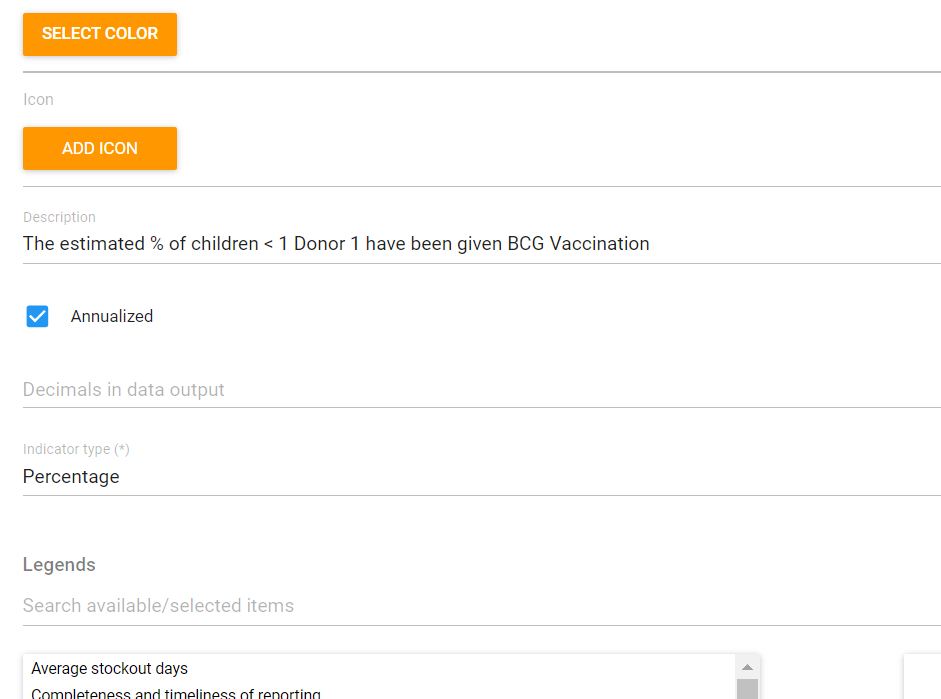 SELECT COLOR
Icon
ADD ICON
Description
The estimated % of children < 1 Donor 1 have been given BCG Vaccination
Annualized
Decimals in data output
Indicator type (*)
Percentage
Legends
Search available/selected items
Average stockout days
Completeness and timeliness of reporting